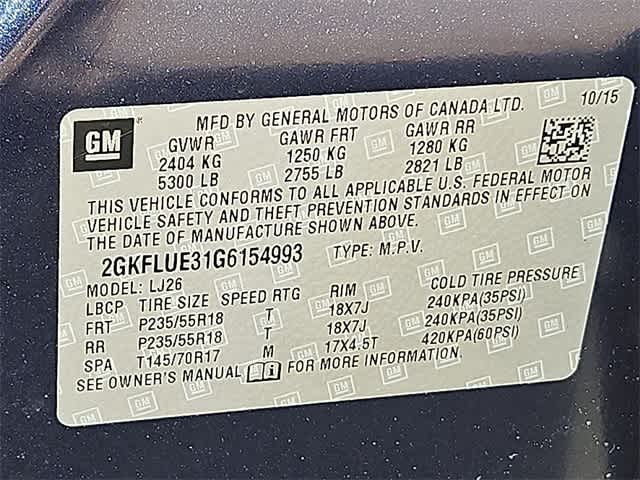 MFD BY GENERAL MOTORS OF CANADA LTD. 10/15
GM
GVWR GAWR FRT GAWR RR
2404 KG 1250 KG 1280 KG
5300 LB 2755 LB 2821 LB
THIS VEHICLE CONFORMS TO ALL APPLICABLE U.S. FEDERAL MOTOR
VEHICLE SAFETY AND THEFT PREVENTION STANDARDS IN EFFECT ON
THE DATE OF MANUFACTURE SHOWN ABOVE.
2GKFLUE31G6154993 TYPE: M.P.V.
MODEL: LJ26
LBCP TIRE SIZE SPEED RTG RIM COLD TIRE PRESSURE
FRT P235/55R18 T 18X7J 240KPA(35PSI)
RR P235/55R18 T 18X7J 240KPA(35PSI)
SPA T145/70R17 M 17X4.5T 420KPA(60PSI)
SEE OWNER'S MANUAL i FOR MORE INFORMATION.